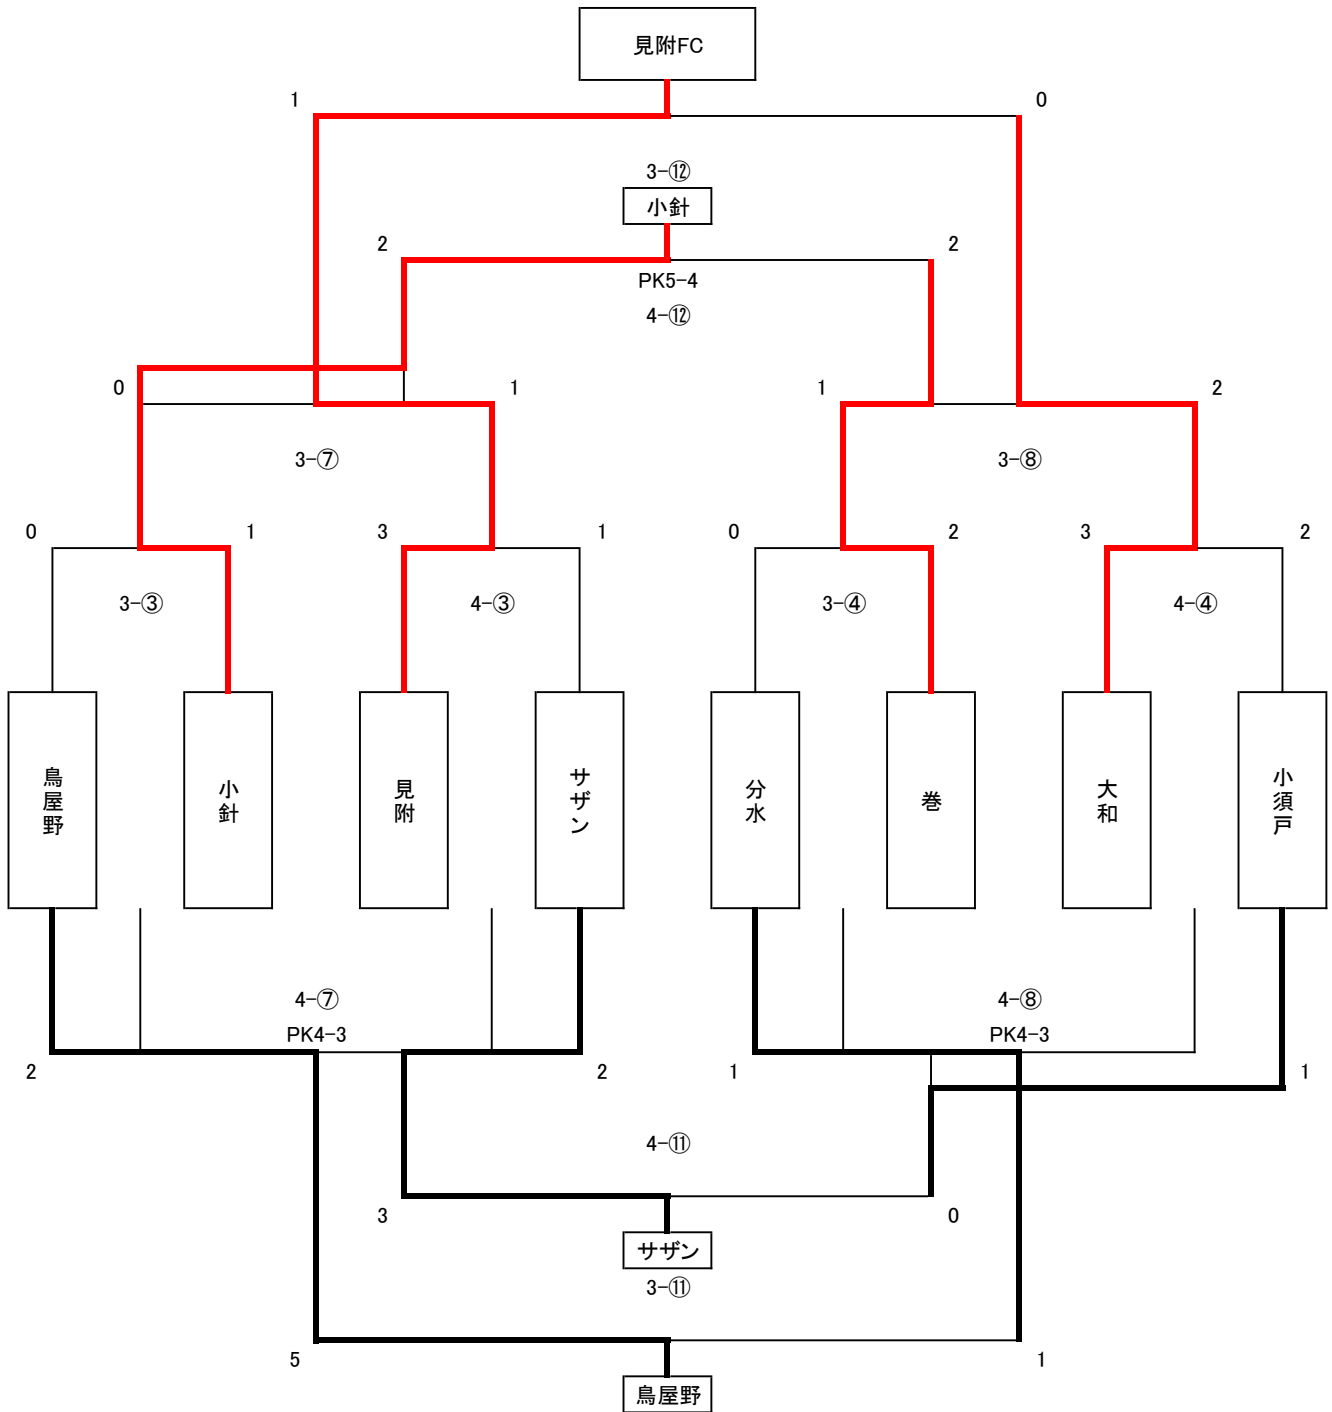 見附FC
1 0
3-⑫
小針
2 2
PK5-4
4-⑫
0 1 1 2
3-⑦ 3-⑧
0 1 3 1 0 2 3 2
3-③ 4-③ 3-④ 4-④
鳥屋野
小針
見附
サザン
分水
巻
大和
小須戸
4-⑦ 4-⑧
PK4-3 PK4-3
2 2 1 1
4-⑪
3 0
サザン
3-⑪
5 1
鳥屋野